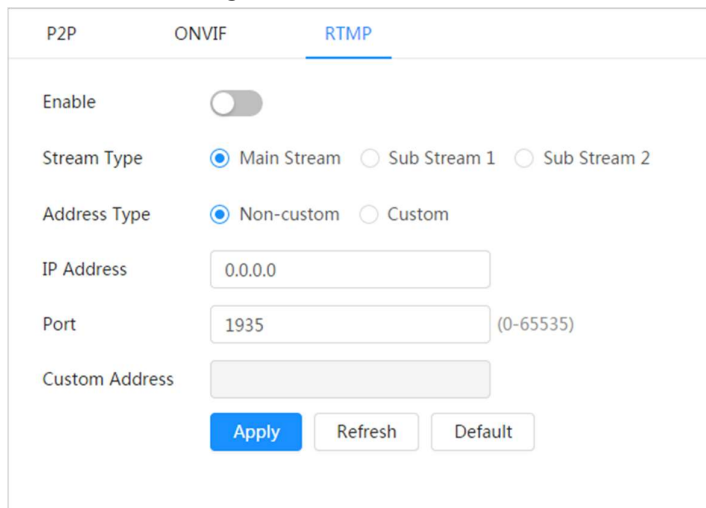 P2P ONVIF RTMP
Enable
Stream Type Main Stream Sub Stream 1 Sub Stream 2
Address Type Non-custom Custom
IP Address 0.0.0.0
Port 1935 (0-65535)
Custom Address
Apply Refresh Default